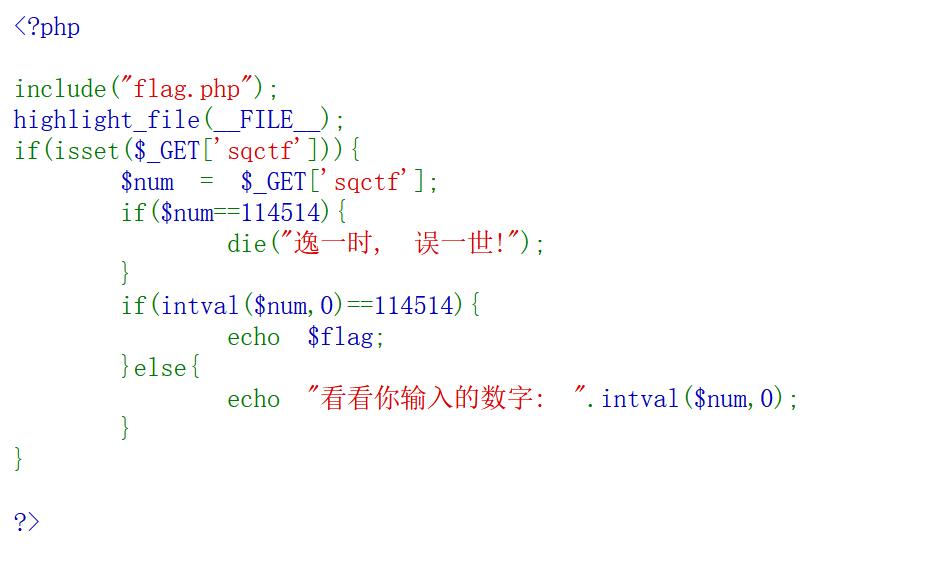 <?php
include("flag.php");
highlight_file(__FILE__);
if(isset($_GET['sqctf'])){
$num = $_GET['sqctf'];
if($num==114514){
die("逸一时, 误一世!");
}
if(intval($num,0)==114514){
echo $flag;
}else{
echo "看看你输入的数字: ".intval($num,0);
}
}
?>